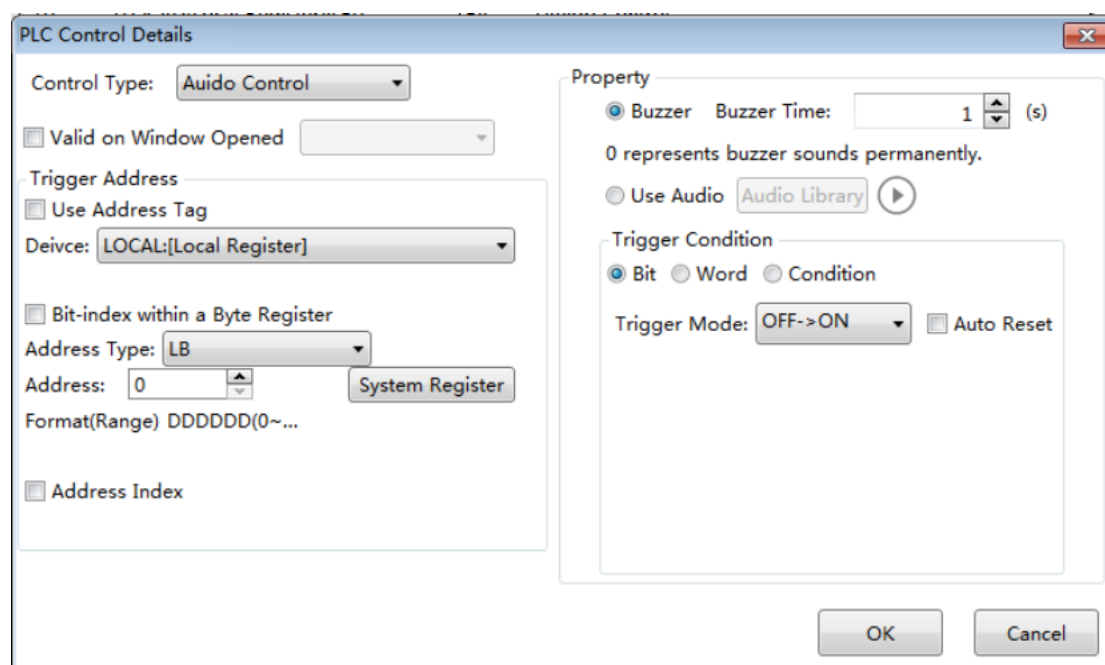 PLC Control Details
Control Type: Auido Control
Valid on Window Opened
Trigger Address
Use Address Tag
Deivce: LOCAL:[Local Register]
Bit-index within a Byte Register
Address Type: LB
Address: 0 System Register
Format(Range) DDDDDD(0~...
Address Index
Property
Buzzer Buzzer Time: 1 (s)
0 represents buzzer sounds permanently.
Use Audio Audio Library
Trigger Condition
Bit Word Condition
Trigger Mode: OFF->ON Auto Reset
OK Cancel